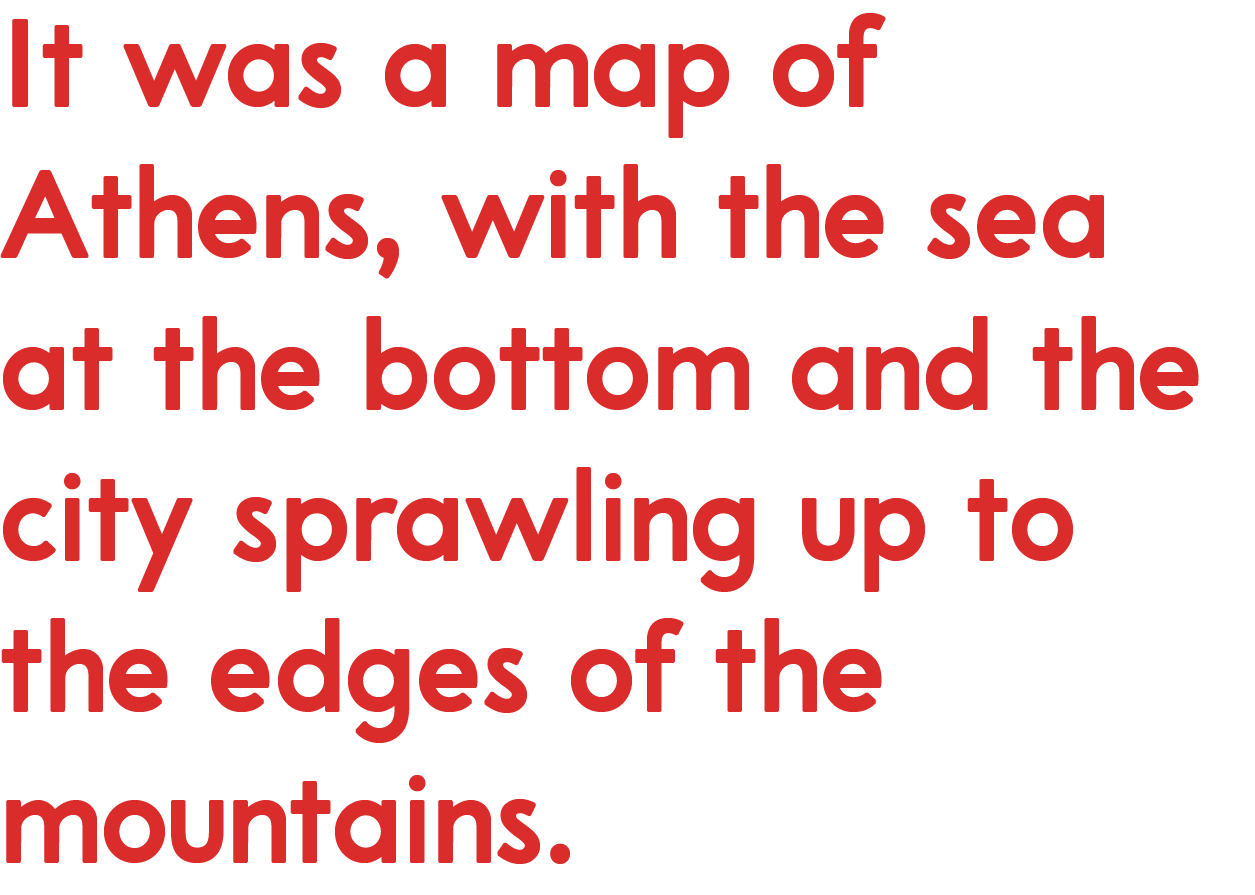 It was a map of
Athens, with the sea
at the bottom and the
city sprawling up to
the edges of the
mountains.